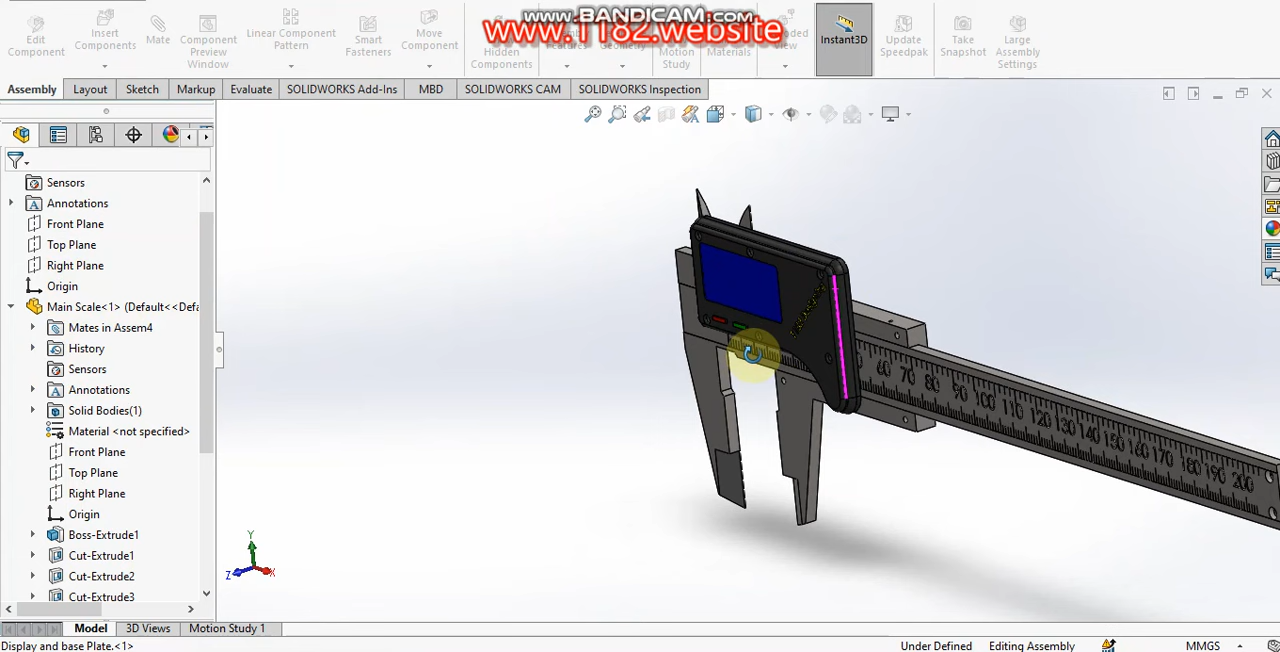 www.BANDICAM.com
www.T182.website
Edit Component
Insert Components
Mate
Component Preview Window
Linear Component Pattern
Smart Fasteners
Move Component
Hidden Components
Features
Geometry
Motion Study
Materials
View
Instant3D
Update Speedpak
Take Snapshot
Large Assembly Settings
Assembly Layout Sketch Markup Evaluate SOLIDWORKS Add-Ins MBD SOLIDWORKS CAM SOLIDWORKS Inspection
Sensors
Annotations
Front Plane
Top Plane
Right Plane
Origin
Main Scale<1> (Default<<Defa
Mates in Assem4
History
Sensors
Annotations
Solid Bodies(1)
Material <not specified>
Front Plane
Top Plane
Right Plane
Origin
Boss-Extrude1
Cut-Extrude1
Cut-Extrude2
Cut-Extrude3
60 70 80 90 100 110 120 130 140 150 160 170 180 190 200
Y
Z X
Model 3D Views Motion Study 1
Display and base Plate.<1> Under Defined Editing Assembly MMGS